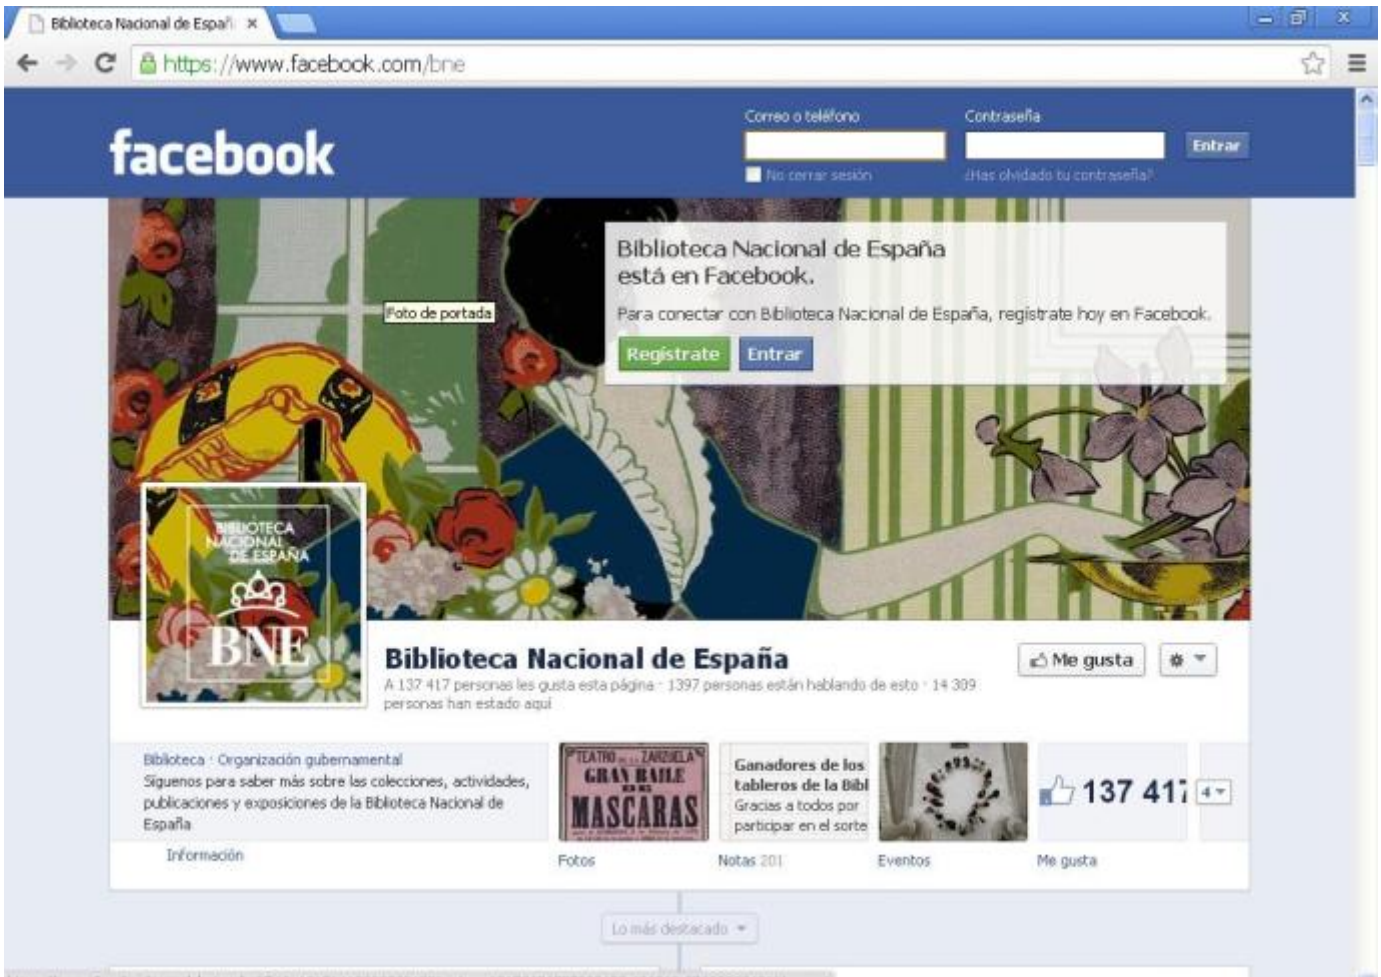 Biblioteca Nacional de Españ
https://www.facebook.com/bne
facebook
Correo o teléfono
Contraseña
Entrar
No cerrar sesión
¿Has olvidado tu contraseña?
Biblioteca Nacional de España
está en Facebook.
Para conectar con Biblioteca Nacional de España, regístrate hoy en Facebook.
Regístrate Entrar
Foto de portada
BIBLIOTECA
NACIONAL
DE ESPAÑA
BNE
Biblioteca Nacional de España
Me gusta
A 137 417 personas les gusta esta página · 1397 personas están hablando de esto · 14 309
personas han estado aquí
Biblioteca · Organización gubernamental
Síguenos para saber más sobre las colecciones, actividades,
publicaciones y exposiciones de la Biblioteca Nacional de
España
Información
TEATRO DE LA ZARZUELA
GRAN BAILE
DE
MASCARAS
Fotos
Ganadores de los
tableros de la Bibl
Gracias a todos por
participar en el sorte
Notas 201
Eventos
137 417
Me gusta
4
Lo más destacado